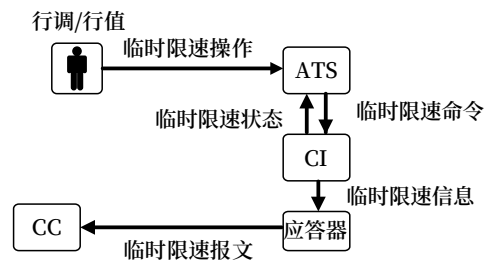 行调/行值
临时限速操作
ATS
临时限速状态
临时限速命令
CI
临时限速信息
CC
应答器
临时限速报文